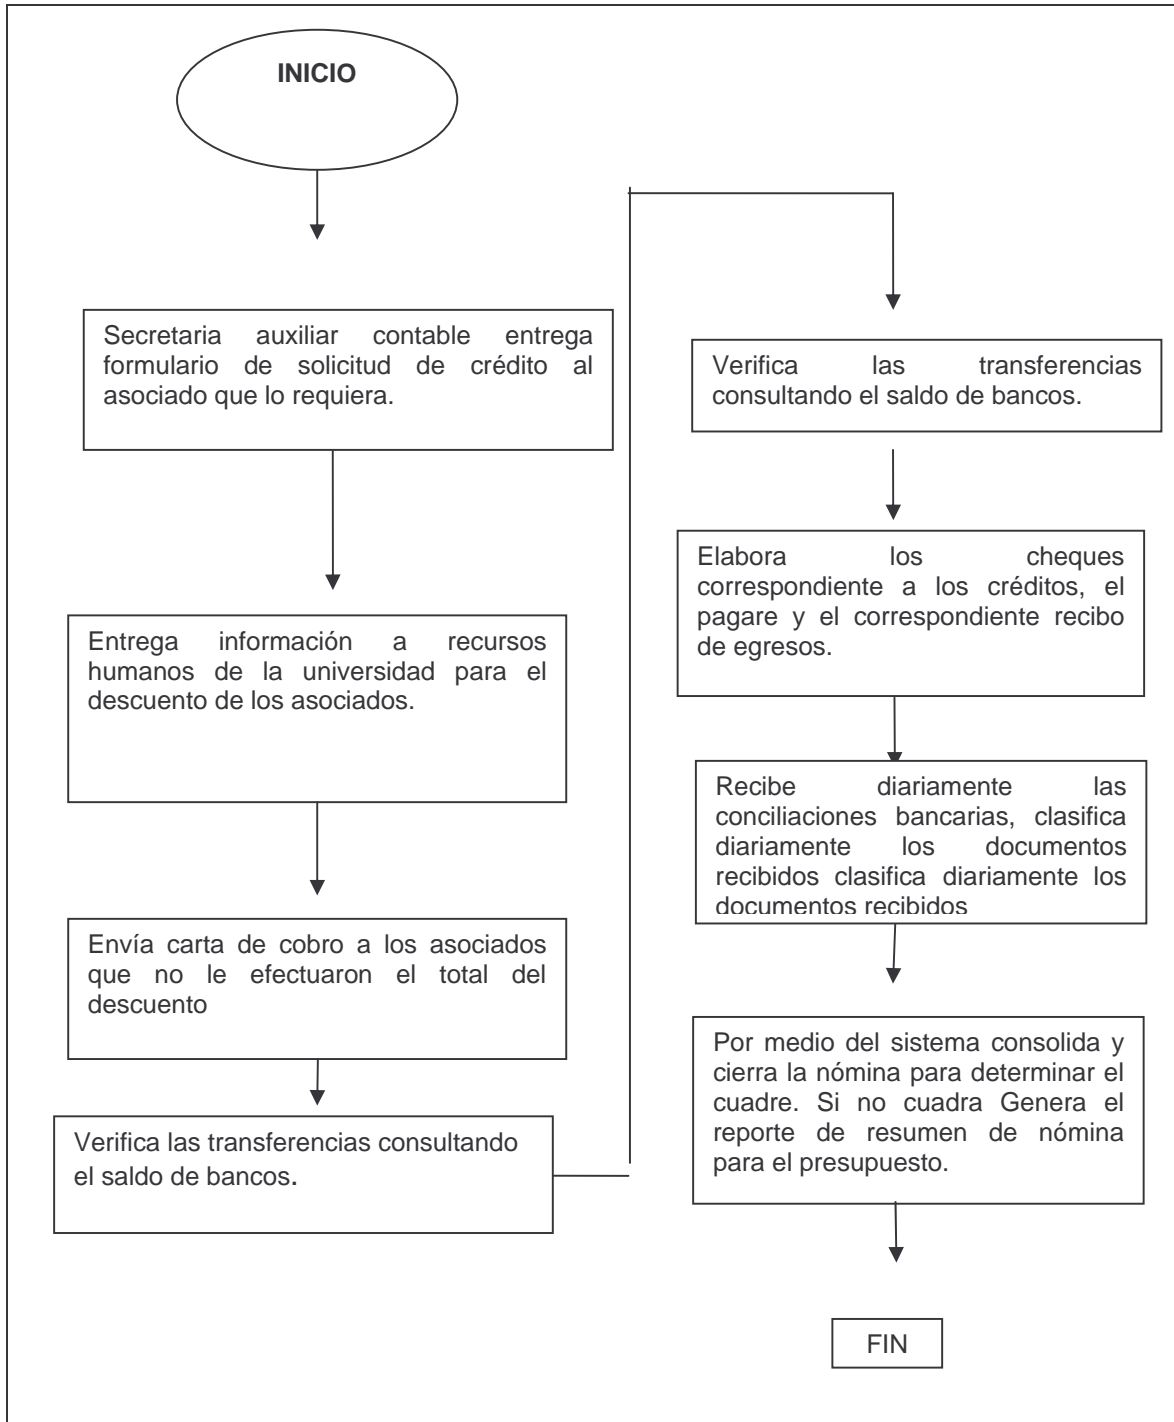 INICIO
Secretaria auxiliar contable entrega
formulario de solicitud de crédito al
asociado que lo requiera.
Entrega información a recursos
humanos de la universidad para el
descuento de los asociados.
Envía carta de cobro a los asociados
que no le efectuaron el total del
descuento
Verifica las transferencias consultando
el saldo de bancos.
Verifica las transferencias
consultando el saldo de bancos.
Elabora los cheques
correspondiente a los créditos, el
pagare y el correspondiente recibo
de egresos.
Recibe diariamente las
conciliaciones bancarias, clasifica
diariamente los documentos
recibidos clasifica diariamente los
documentos recibidos
Por medio del sistema consolida y
cierra la nómina para determinar el
cuadre. Si no cuadra Genera el
reporte de resumen de nómina
para el presupuesto.
FIN